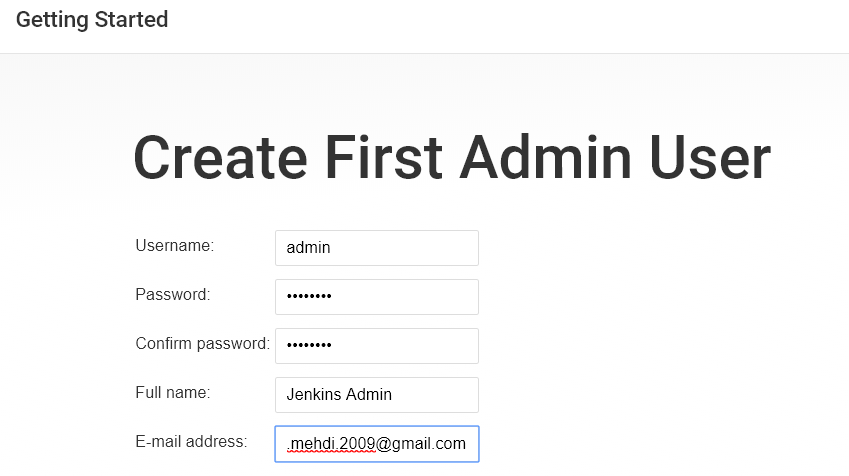 Getting Started
Create First Admin User
Username: admin
Password: ••••••••
Confirm password: ••••••••
Full name: Jenkins Admin
E-mail address: .mehdi.2009@gmail.com